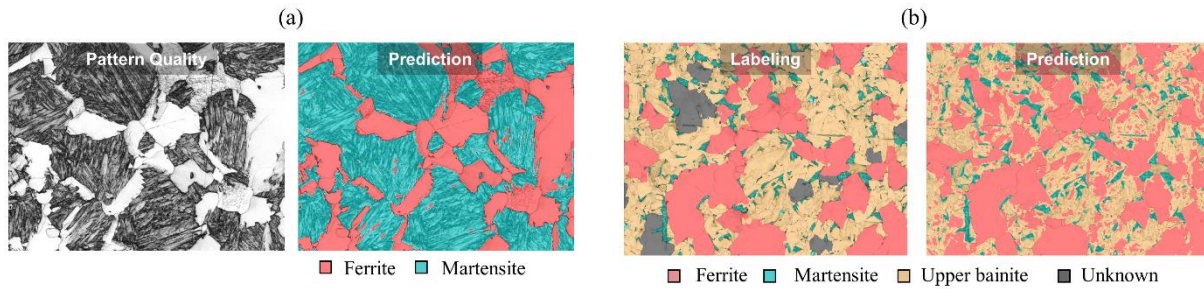 (a) (b)
Pattern Quality Prediction Labeling Prediction
Ferrite Martensite
Ferrite Martensite Upper bainite Unknown